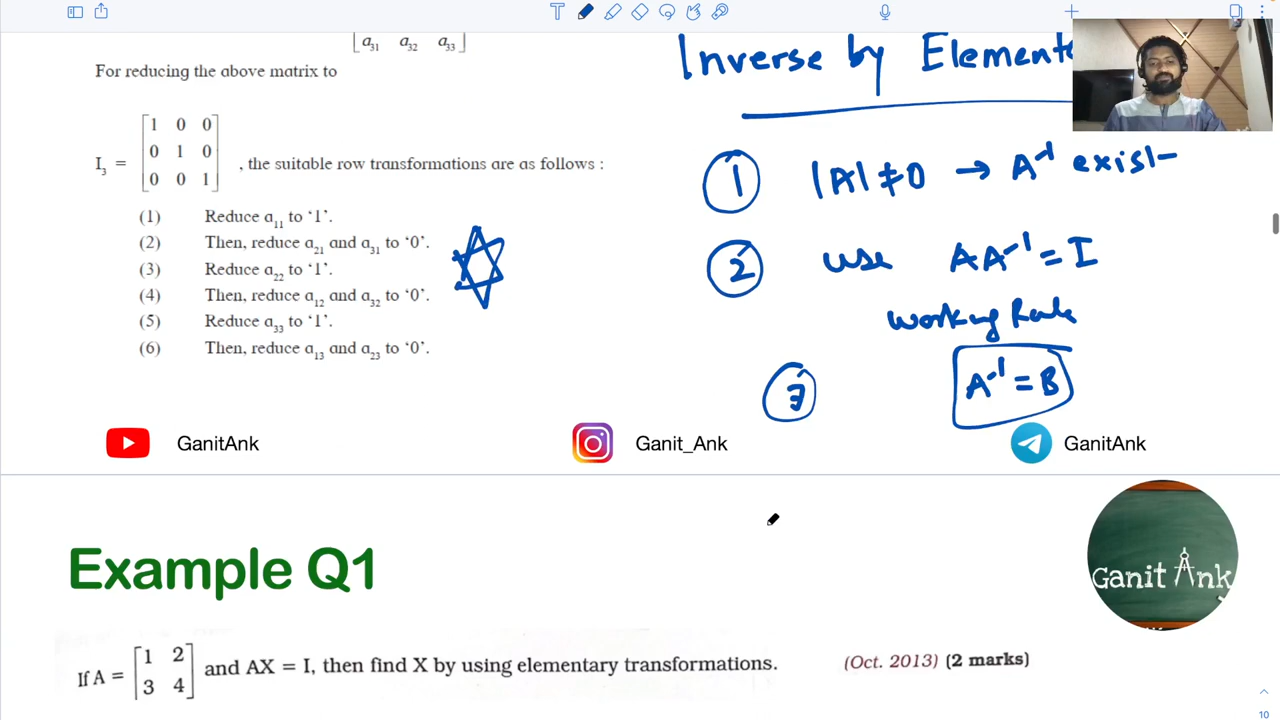 [a₃₁ a₃₂ a₃₃]
For reducing the above matrix to
I₃ = [1 0 0
0 1 0
0 0 1] , the suitable row transformations are as follows :
(1) Reduce a₁₁ to ‘1’.
(2) Then, reduce a₂₁ and a₃₁ to ‘0’.
(3) Reduce a₂₂ to ‘1’.
(4) Then, reduce a₁₂ and a₃₂ to ‘0’.
(5) Reduce a₃₃ to ‘1’.
(6) Then, reduce a₁₃ and a₂₃ to ‘0’.
Inverse by Elementa
1 |A| ≠ 0 → A⁻¹ exist
2 use AA⁻¹ = I
Working Rule
3 A⁻¹ = B
GanitAnk
Ganit_Ank
GanitAnk
Example Q1
Ganit Ank
If A = [1 2
3 4] and AX = I, then find X by using elementary transformations. (Oct. 2013) (2 marks)
10